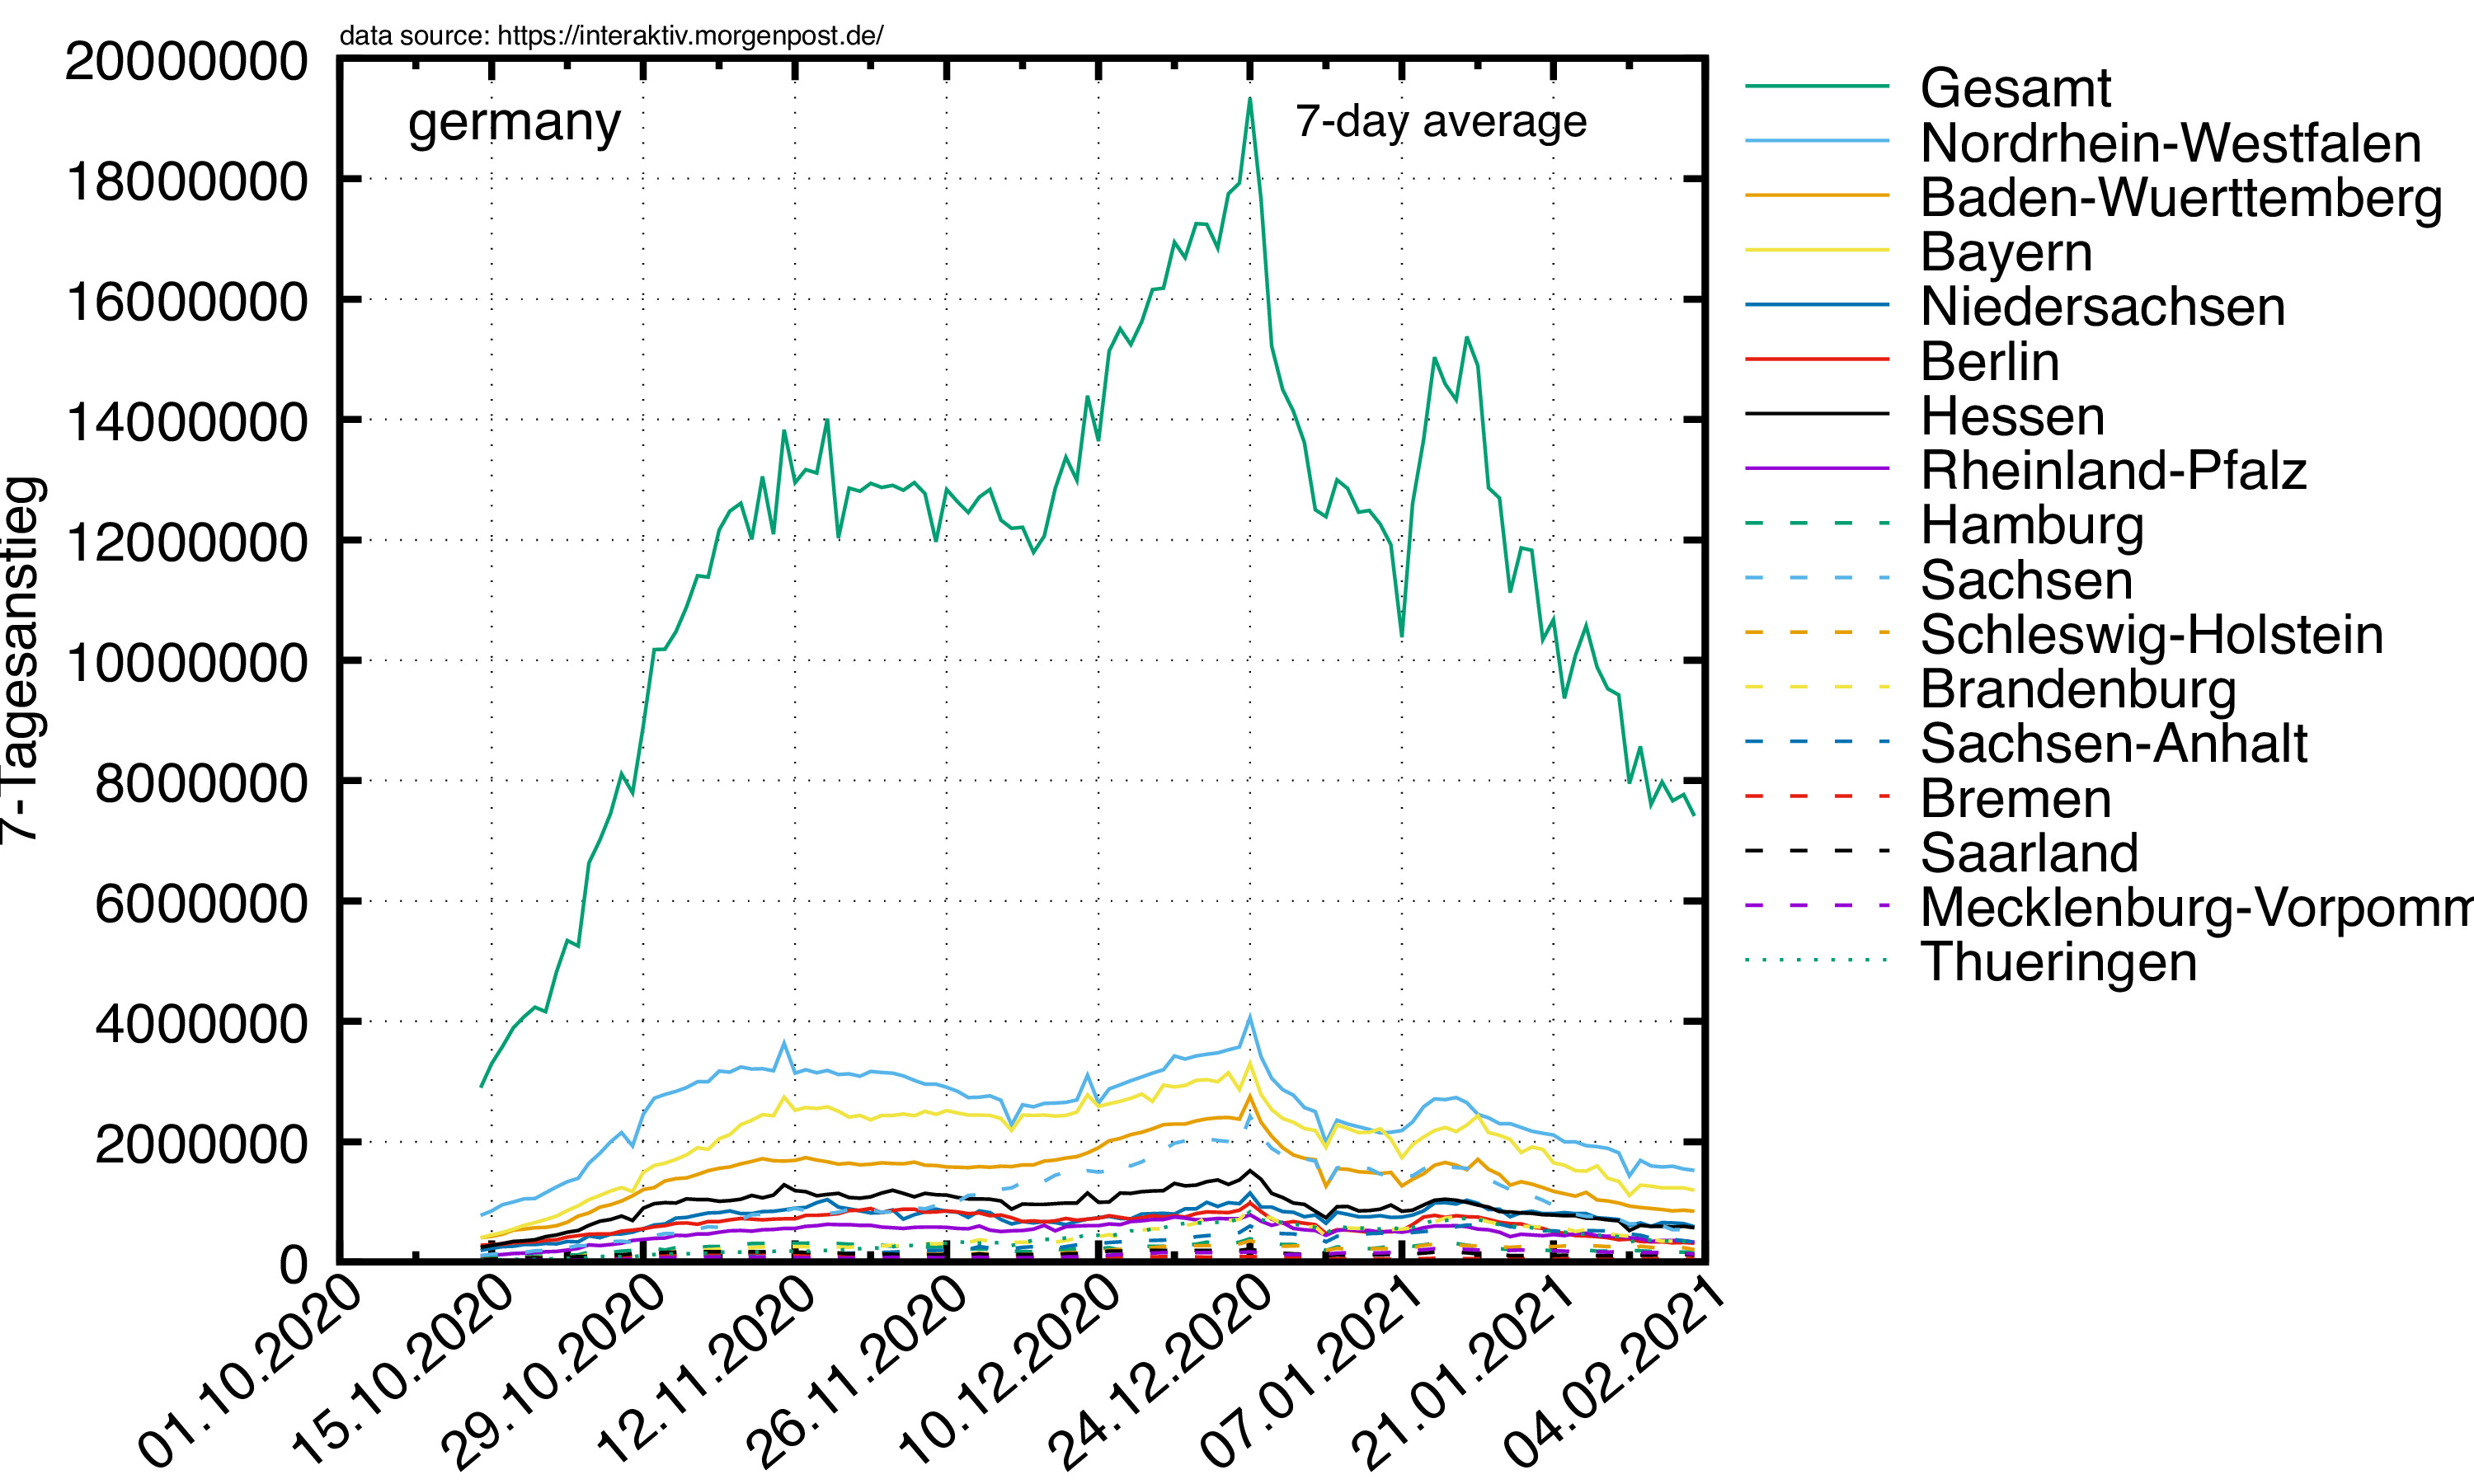 data source: https://interaktiv.morgenpost.de/
germany
7-day average
7-Tagesanstieg
20000000
18000000
16000000
14000000
12000000
10000000
8000000
6000000
4000000
2000000
0
01.10.2020
15.10.2020
29.10.2020
12.11.2020
26.11.2020
10.12.2020
24.12.2020
07.01.2021
21.01.2021
04.02.2021
Gesamt
Nordrhein-Westfalen
Baden-Wuerttemberg
Bayern
Niedersachsen
Berlin
Hessen
Rheinland-Pfalz
Hamburg
Sachsen
Schleswig-Holstein
Brandenburg
Sachsen-Anhalt
Bremen
Saarland
Mecklenburg-Vorpomm
Thueringen